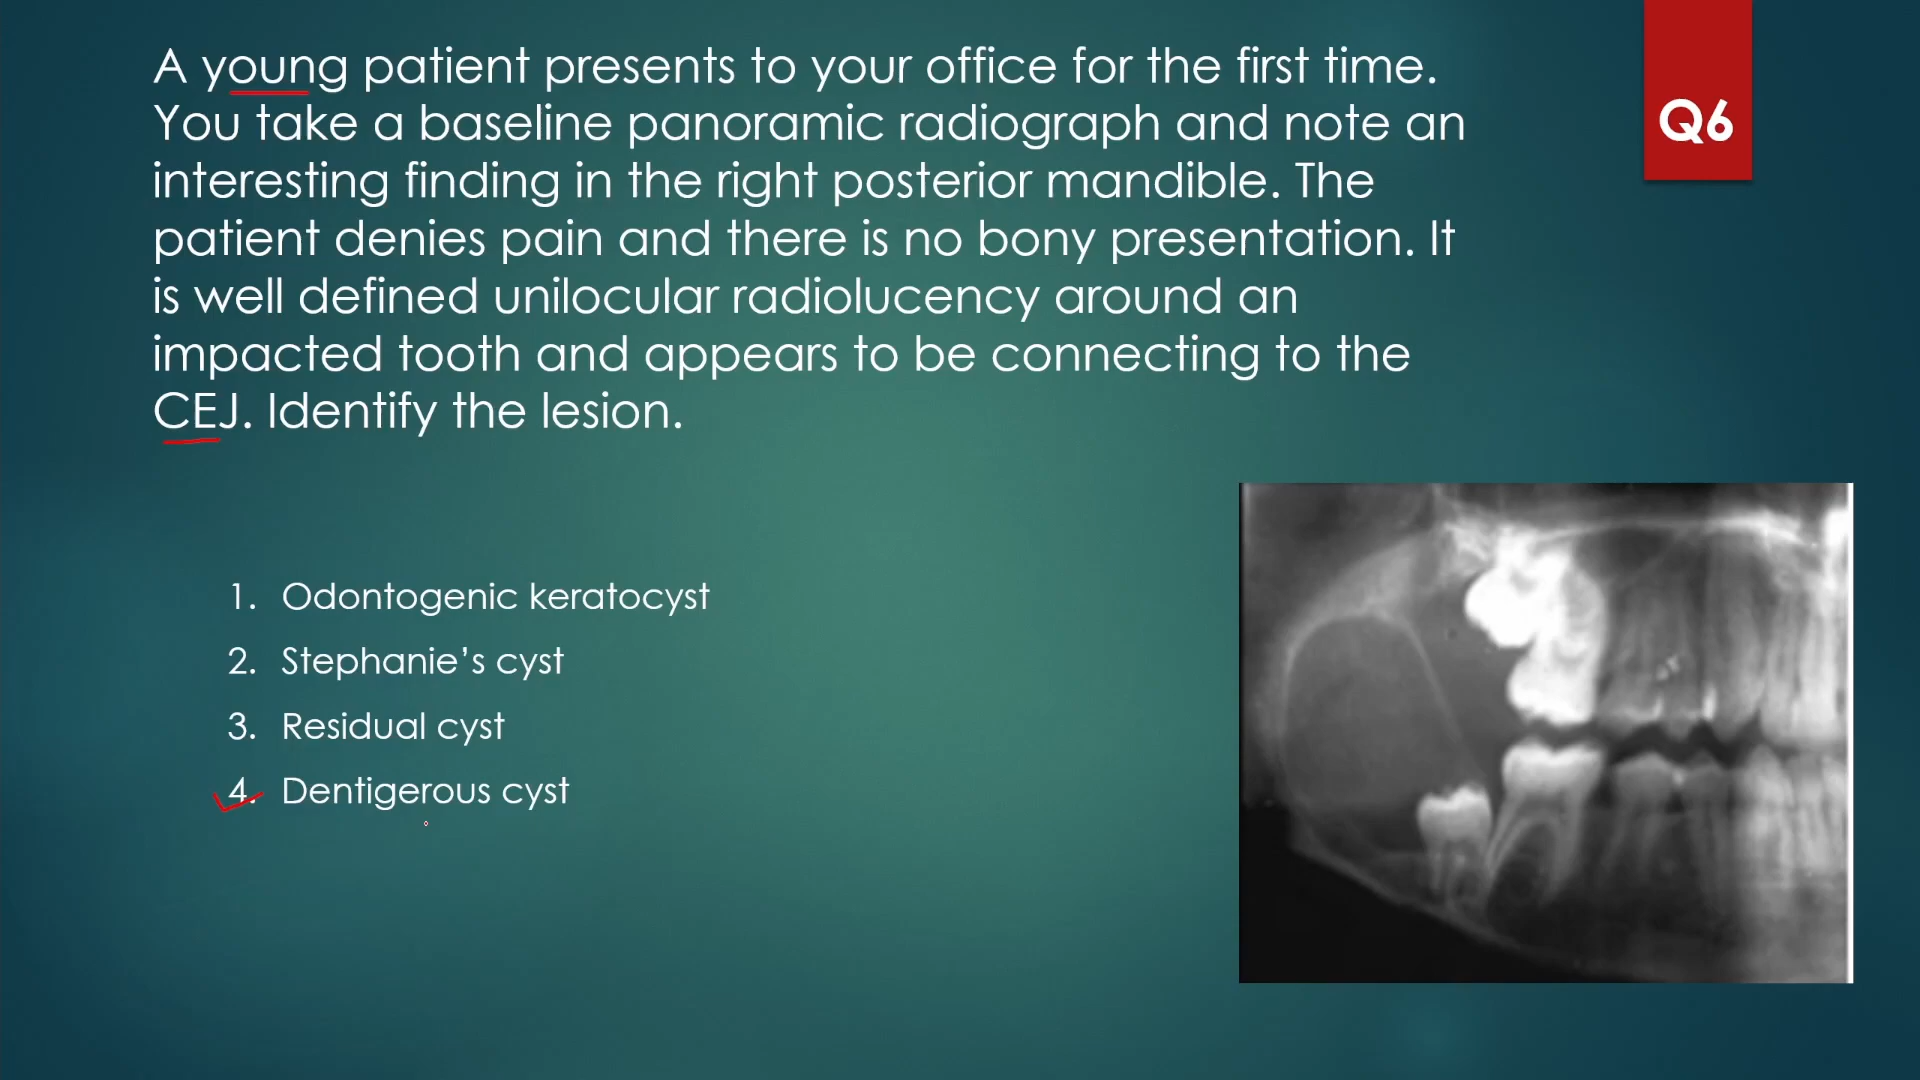 A young patient presents to your office for the first time.
You take a baseline panoramic radiograph and note an
interesting finding in the right posterior mandible. The
patient denies pain and there is no bony presentation. It
is well defined unilocular radiolucency around an
impacted tooth and appears to be connecting to the
CEJ. Identify the lesion.
Q6
1. Odontogenic keratocyst
2. Stephanie’s cyst
3. Residual cyst
4. Dentigerous cyst